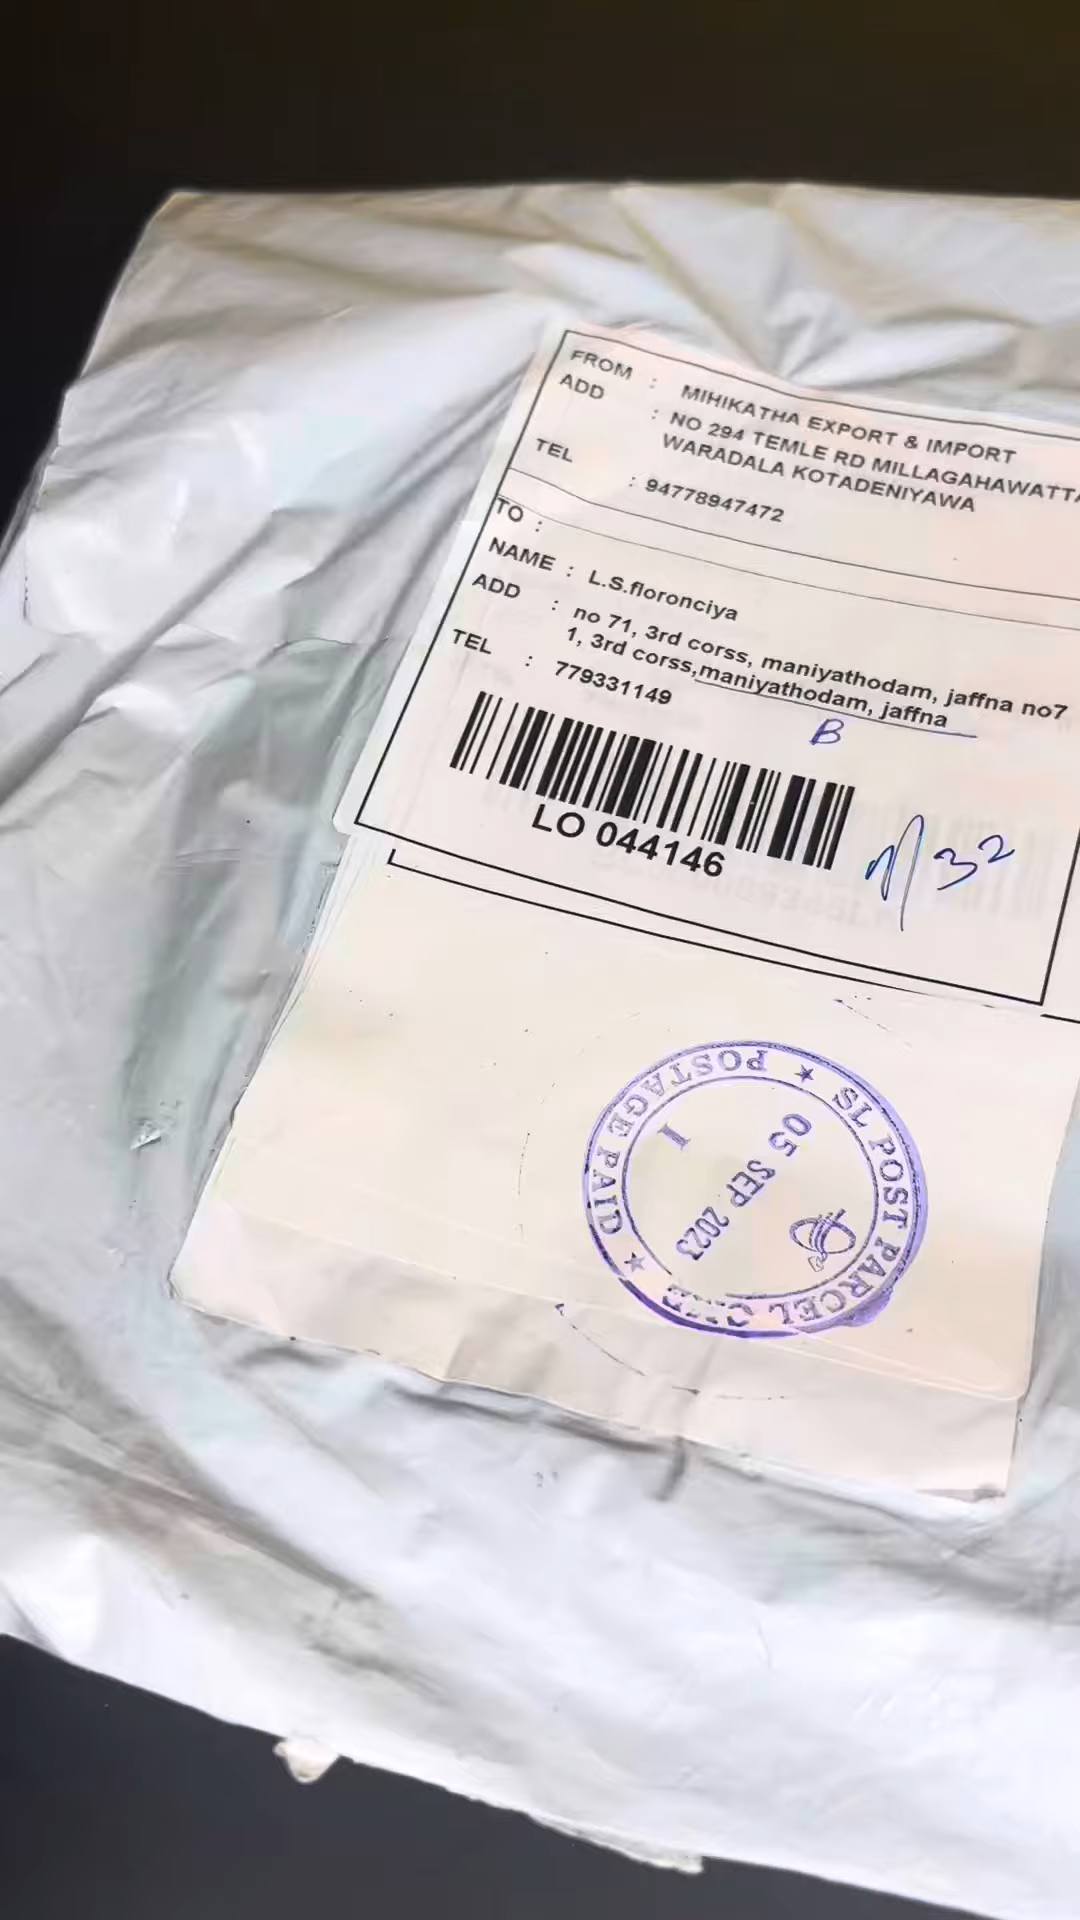 FROM : MIHIKATHA EXPORT & IMPORT
ADD : NO 294 TEMLE RD MILLAGAHAWATTA
WARADALA KOTADENIYAWA
TEL : 94778947472
TO :
NAME : L.S.floronciya
ADD : no 71, 3rd corss, maniyathodam, jaffna no7
1, 3rd corss,maniyathodam, jaffna
TEL : 779331149
B
LO 044146
32
SL POST PARCEL ★ POSTAGE PAID ★
1
05 SEP 2023